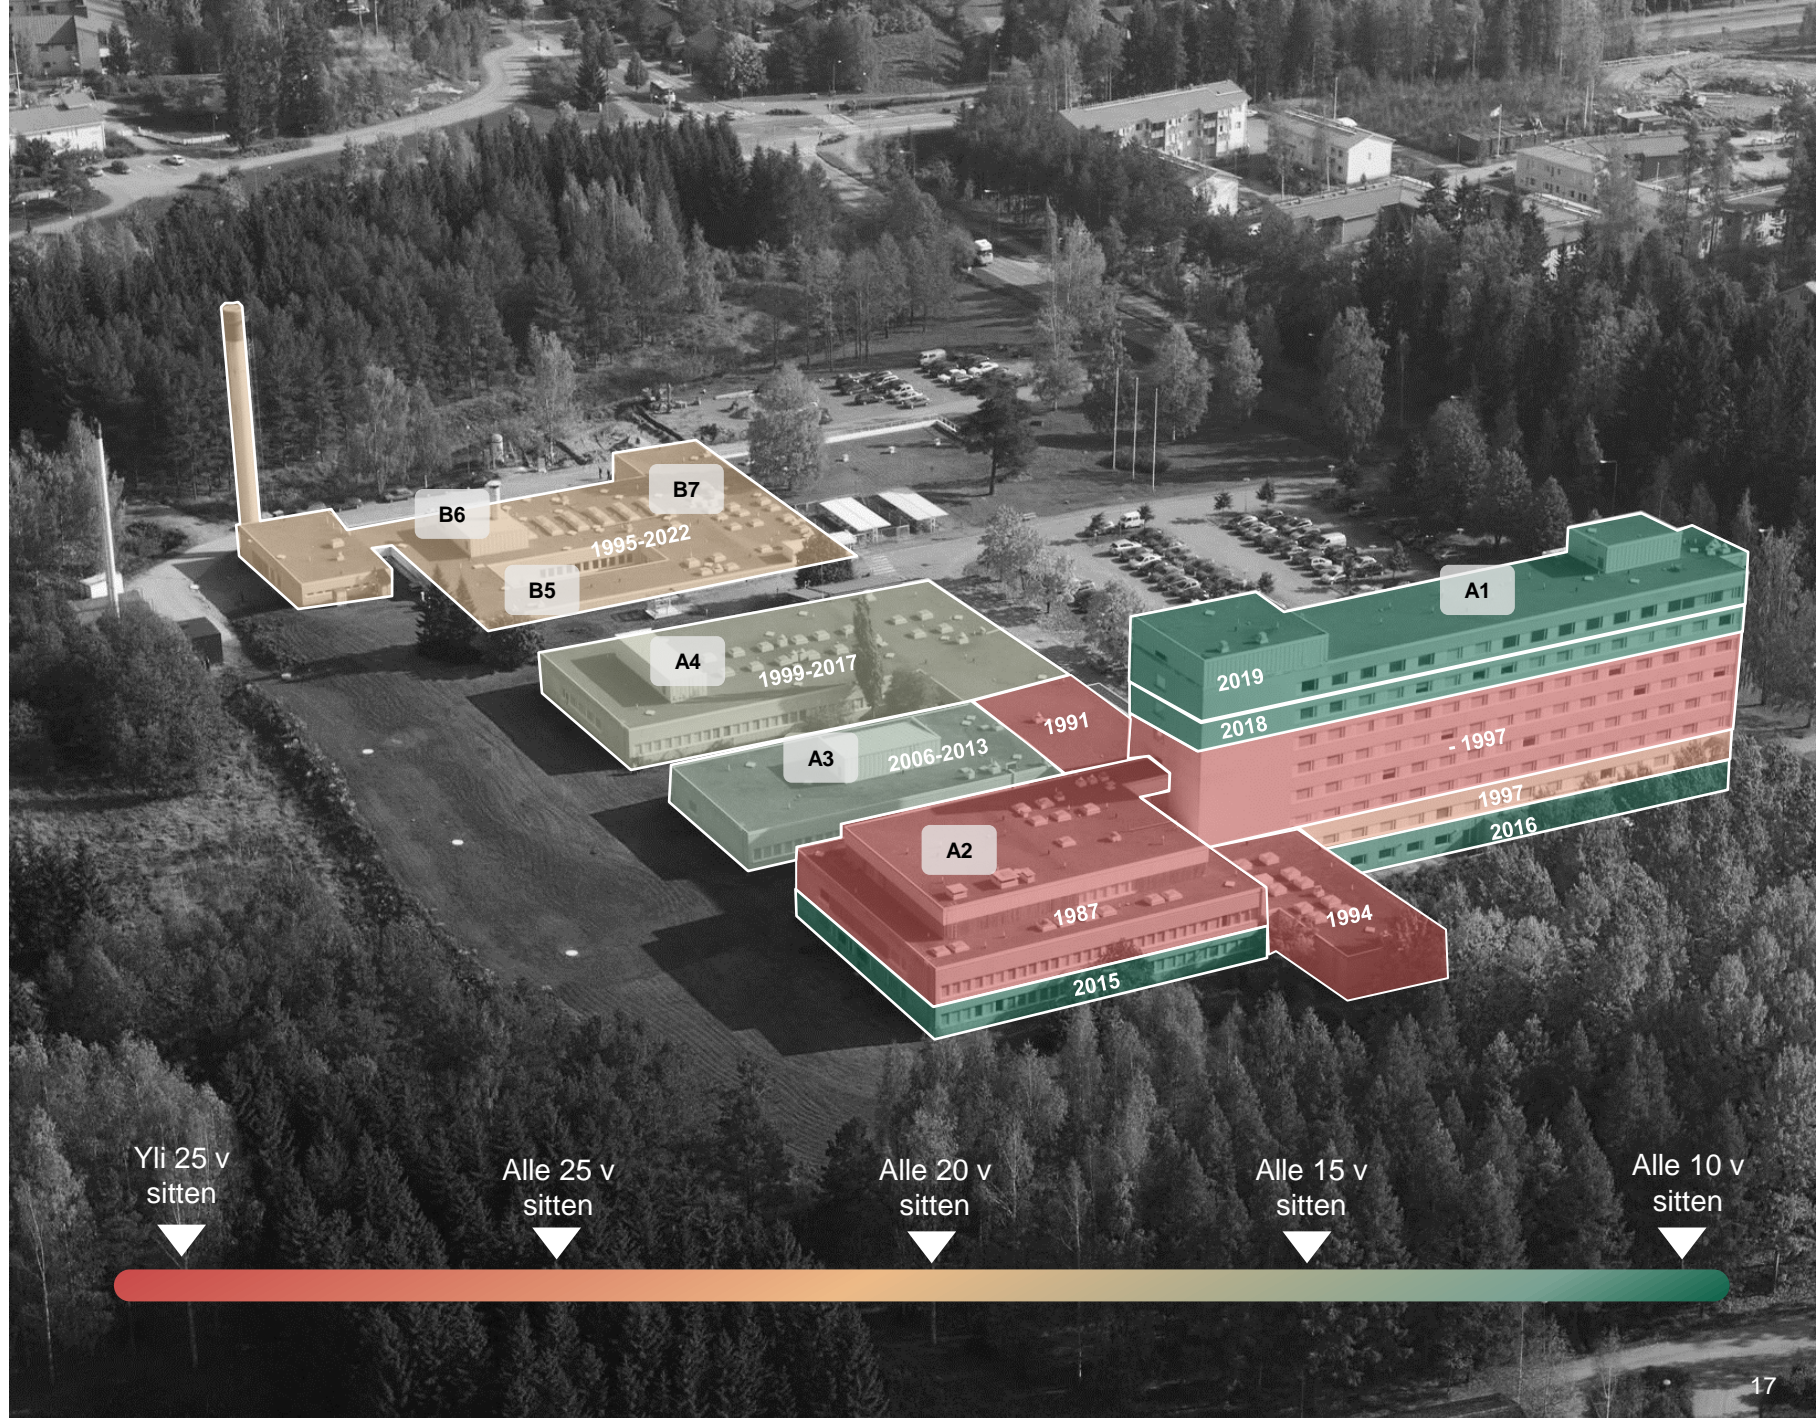 B7
B6
1995-2022
B5
A1
A4
1999-2017
2019
1991
2018
A3
2006-2013
- 1997
1997
2016
A2
1987
1994
2015
Yli 25 v
sitten
Alle 25 v
sitten
Alle 20 v
sitten
Alle 15 v
sitten
Alle 10 v
sitten
17